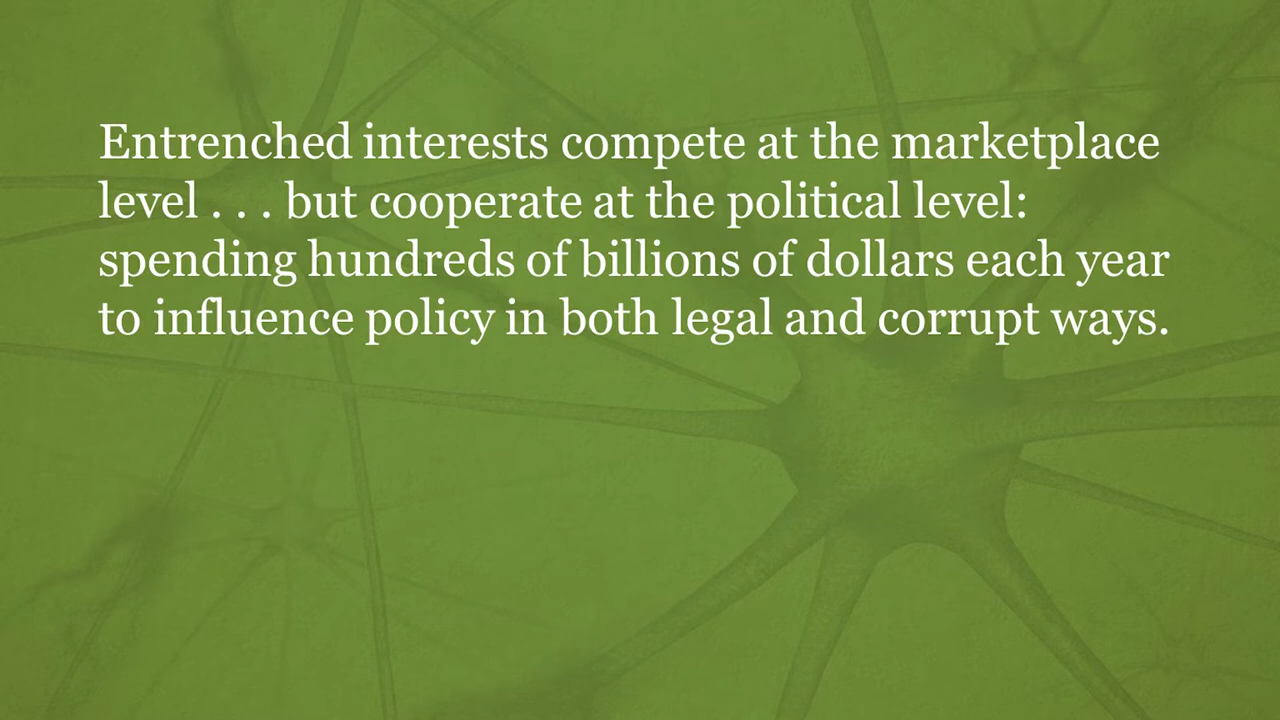 Entrenched interests compete at the marketplace
level . . . but cooperate at the political level:
spending hundreds of billions of dollars each year
to influence policy in both legal and corrupt ways.